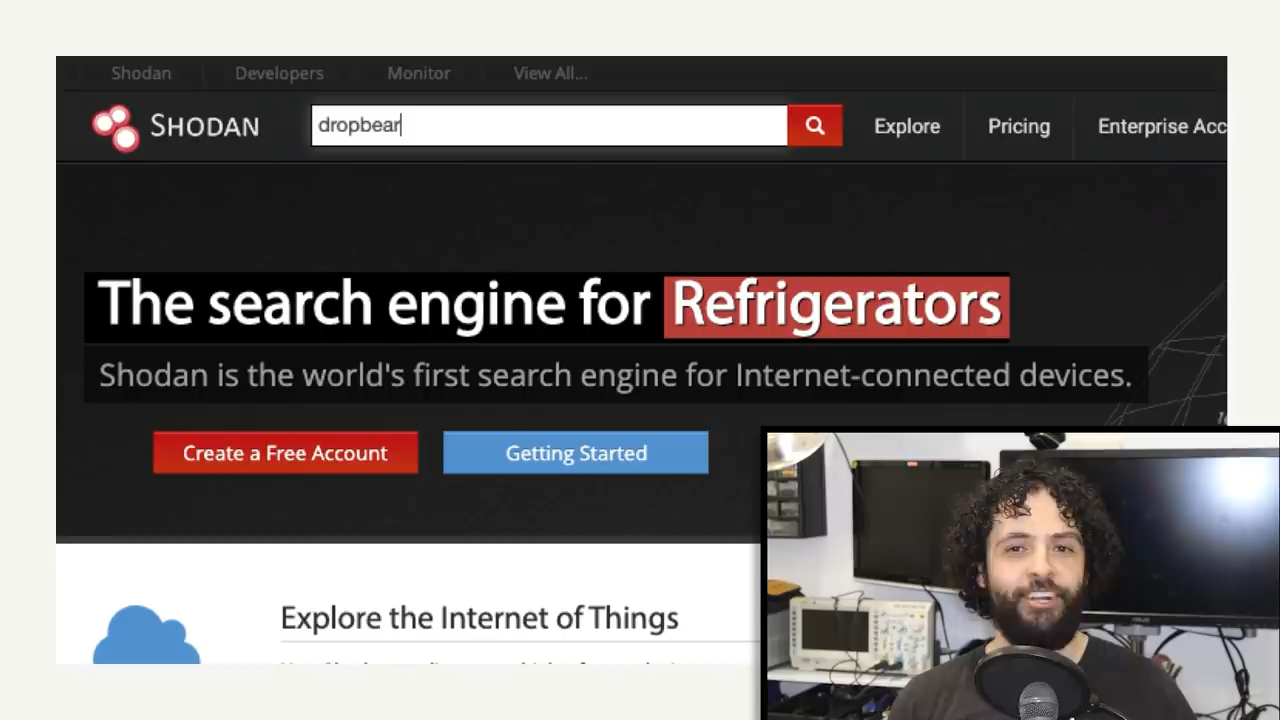 Shodan Developers Monitor View All...
SHODAN dropbear Explore Pricing Enterprise Acc
The search engine for Refrigerators
Shodan is the world's first search engine for Internet-connected devices.
Create a Free Account Getting Started
Explore the Internet of Things